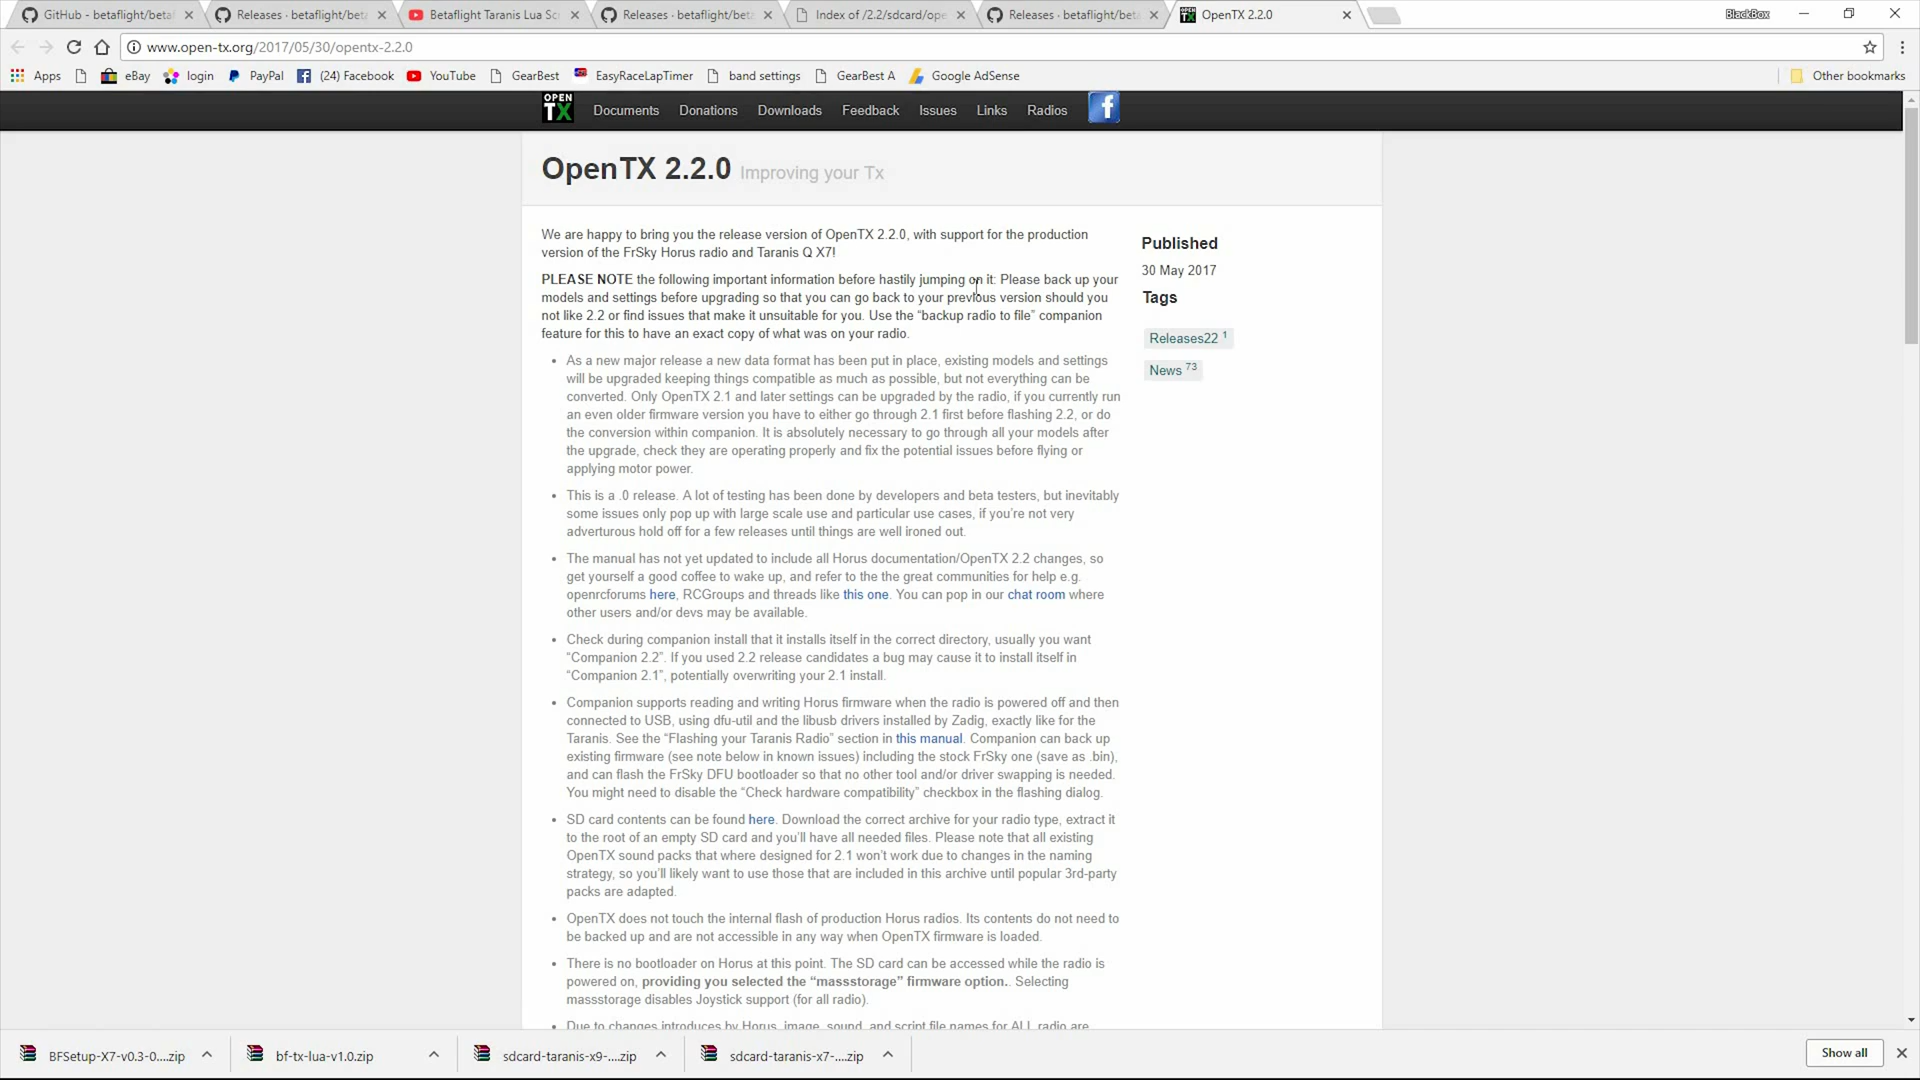 GitHub - betaflight/beta
Releases · betaflight/bet
Betaflight Taranis Lua Sc
Releases · betaflight/bet
Index of /2.2/sdcard/ope
Releases · betaflight/bet
OpenTX 2.2.0
BlackBox
www.open-tx.org/2017/05/30/opentx-2.2.0
Apps
eBay
login
PayPal
(24) Facebook
YouTube
GearBest
EasyRaceLapTimer
band settings
GearBest A
Google AdSense
Other bookmarks
OPEN
TX
Documents
Donations
Downloads
Feedback
Issues
Links
Radios
f
OpenTX 2.2.0 Improving your Tx
We are happy to bring you the release version of OpenTX 2.2.0, with support for the production
version of the FrSky Horus radio and Taranis Q X7!
PLEASE NOTE the following important information before hastily jumping on it: Please back up your
models and settings before upgrading so that you can go back to your previous version should you
not like 2.2 or find issues that make it unsuitable for you. Use the “backup radio to file” companion
feature for this to have an exact copy of what was on your radio.
• As a new major release a new data format has been put in place, existing models and settings
will be upgraded keeping things compatible as much as possible, but not everything can be
converted. Only OpenTX 2.1 and later settings can be upgraded by the radio, if you currently run
an even older firmware version you have to either go through 2.1 first before flashing 2.2, or do
the conversion within companion. It is absolutely necessary to go through all your models after
the upgrade, check they are operating properly and fix the potential issues before flying or
applying motor power.
• This is a .0 release. A lot of testing has been done by developers and beta testers, but inevitably
some issues only pop up with large scale use and particular use cases, if you’re not very
adverturous hold off for a few releases until things are well ironed out.
• The manual has not yet updated to include all Horus documentation/OpenTX 2.2 changes, so
get yourself a good coffee to wake up, and refer to the the great communities for help e.g.
openrcforums here, RCGroups and threads like this one. You can pop in our chat room where
other users and/or devs may be available.
• Check during companion install that it installs itself in the correct directory, usually you want
“Companion 2.2”. If you used 2.2 release candidates a bug may cause it to install itself in
“Companion 2.1”, potentially overwriting your 2.1 install.
• Companion supports reading and writing Horus firmware when the radio is powered off and then
connected to USB, using dfu-util and the libusb drivers installed by Zadig, exactly like for the
Taranis. See the “Flashing your Taranis Radio” section in this manual. Companion can back up
existing firmware (see note below in known issues) including the stock FrSky one (save as .bin),
and can flash the FrSky DFU bootloader so that no other tool and/or driver swapping is needed.
You might need to disable the “Check hardware compatibility” checkbox in the flashing dialog.
• SD card contents can be found here. Download the correct archive for your radio type, extract it
to the root of an empty SD card and you’ll have all needed files. Please note that all existing
OpenTX sound packs that where designed for 2.1 won’t work due to changes in the naming
strategy, so you’ll likely want to use those that are included in this archive until popular 3rd-party
packs are adapted.
• OpenTX does not touch the internal flash of production Horus radios. Its contents do not need to
be backed up and are not accessible in any way when OpenTX firmware is loaded.
• There is no bootloader on Horus at this point. The SD card can be accessed while the radio is
powered on, providing you selected the “massstorage” firmware option.. Selecting
massstorage disables Joystick support (for all radio).
• Due to changes introduces by Horus, image, sound, and script file names for ALL radio are
Published
30 May 2017
Tags
Releases22 1
News 73
BFSetup-X7-v0.3-0....zip
bf-tx-lua-v1.0.zip
sdcard-taranis-x9-....zip
sdcard-taranis-x7-....zip
Show all